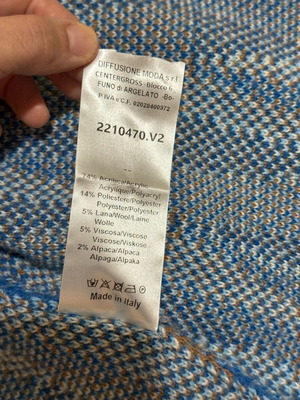 DIFFUSIONE MODA s.r.l
CENTERGROSS -Blocco 6
FUNO di ARGELATO -Bo-
P.IVA e C.F. 02028400372
2210470.V2
--
74% Acrilica/Acrylic
Acrylique/Polyacryl
14% Poliestere/Polyester
Polyester/Polyester
5% Lana/Wool/Laine
Wolle
5% Viscosa/Viscose
Viscose/Viskose
2% Alpaca/Alpaca
Alpaga/Alpaka
Made in Italy